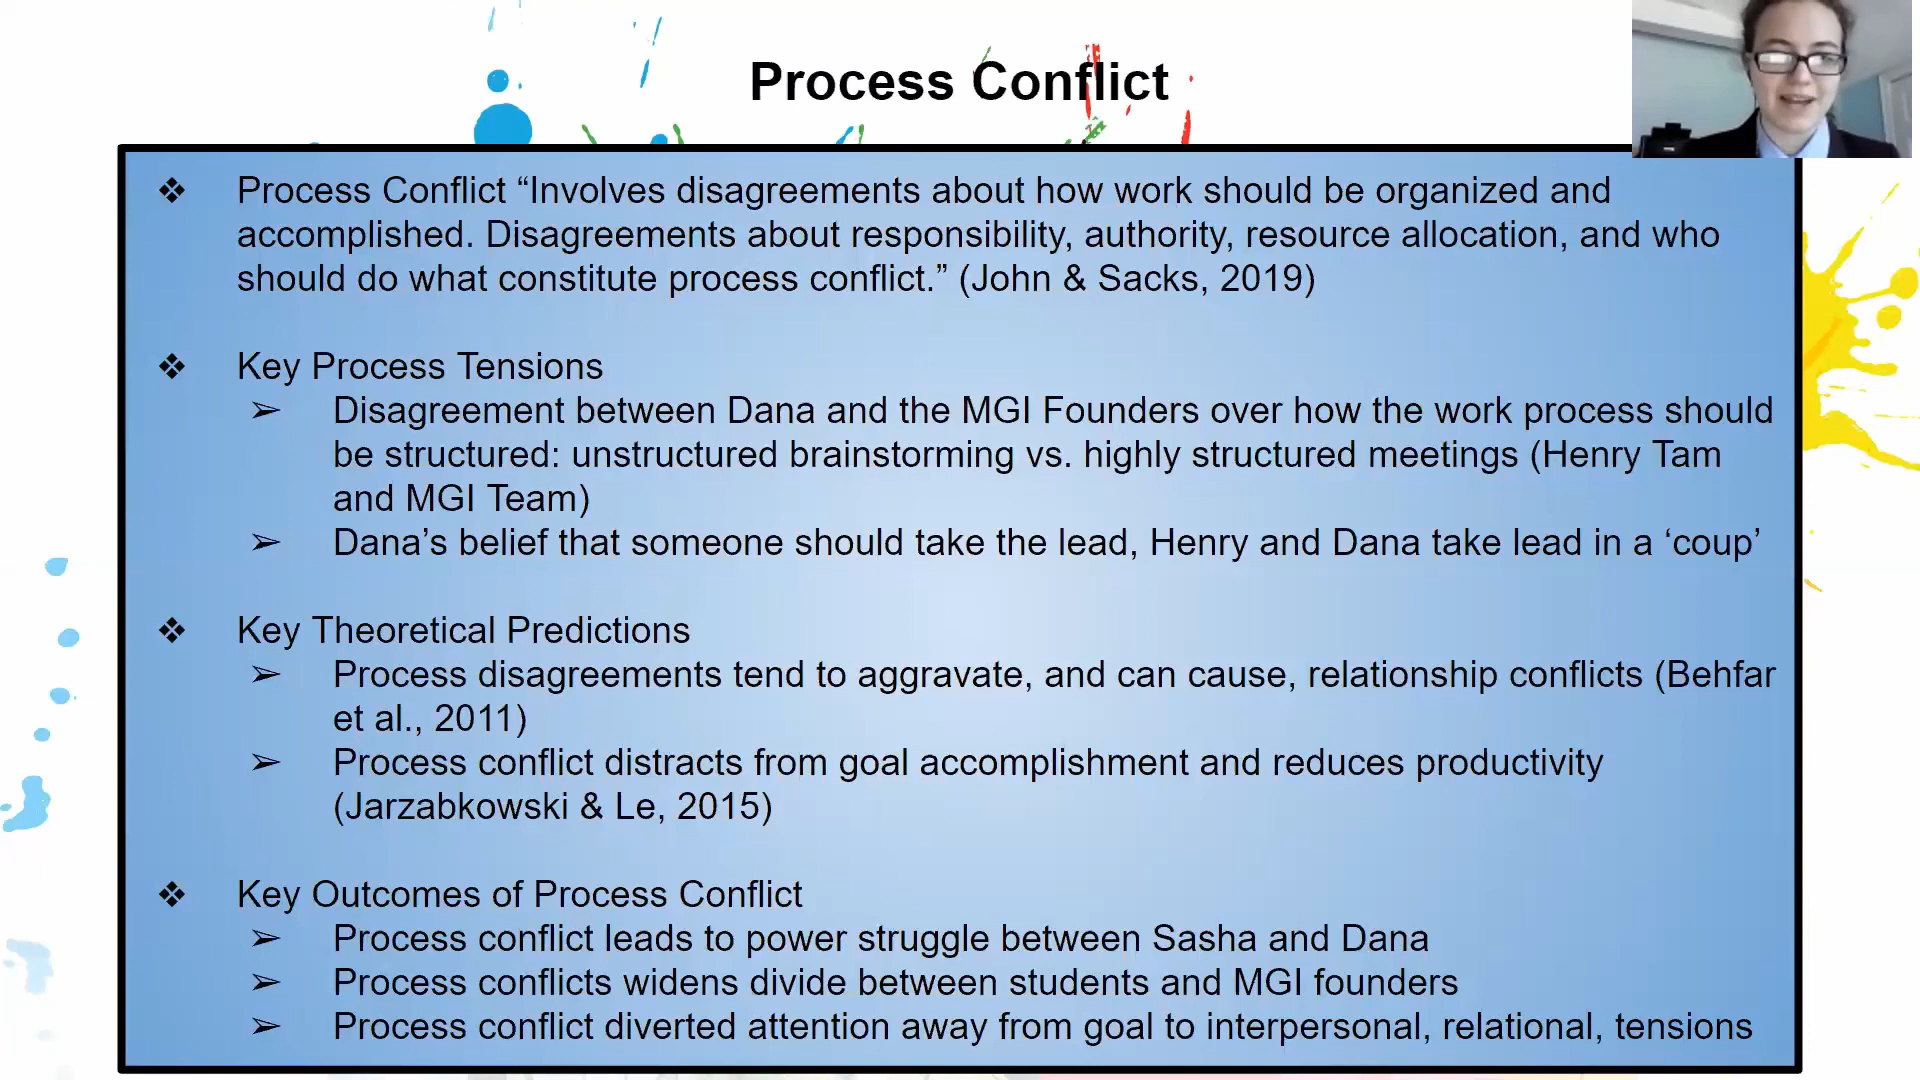 Process Conflict
❖ Process Conflict “Involves disagreements about how work should be organized and
accomplished. Disagreements about responsibility, authority, resource allocation, and who
should do what constitute process conflict.” (John & Sacks, 2019)
❖ Key Process Tensions
➢ Disagreement between Dana and the MGI Founders over how the work process should
be structured: unstructured brainstorming vs. highly structured meetings (Henry Tam
and MGI Team)
➢ Dana’s belief that someone should take the lead, Henry and Dana take lead in a ‘coup’
❖ Key Theoretical Predictions
➢ Process disagreements tend to aggravate, and can cause, relationship conflicts (Behfar
et al., 2011)
➢ Process conflict distracts from goal accomplishment and reduces productivity
(Jarzabkowski & Le, 2015)
❖ Key Outcomes of Process Conflict
➢ Process conflict leads to power struggle between Sasha and Dana
➢ Process conflicts widens divide between students and MGI founders
➢ Process conflict diverted attention away from goal to interpersonal, relational, tensions